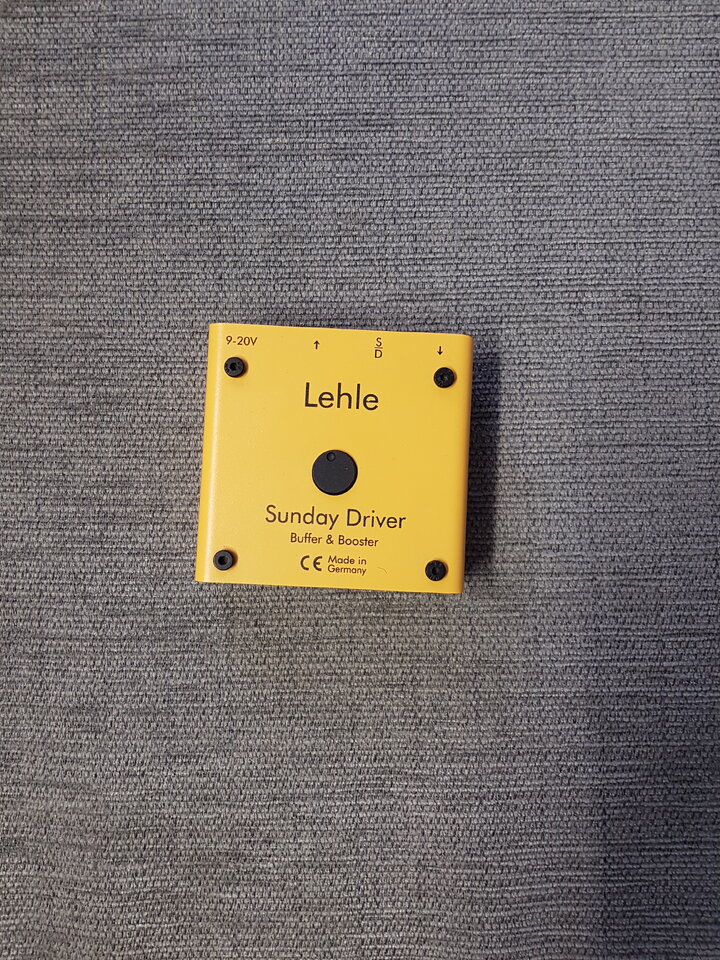 9-20V ↑ S/D ↓
Lehle
Sunday Driver
Buffer & Booster
CE Made in
Germany